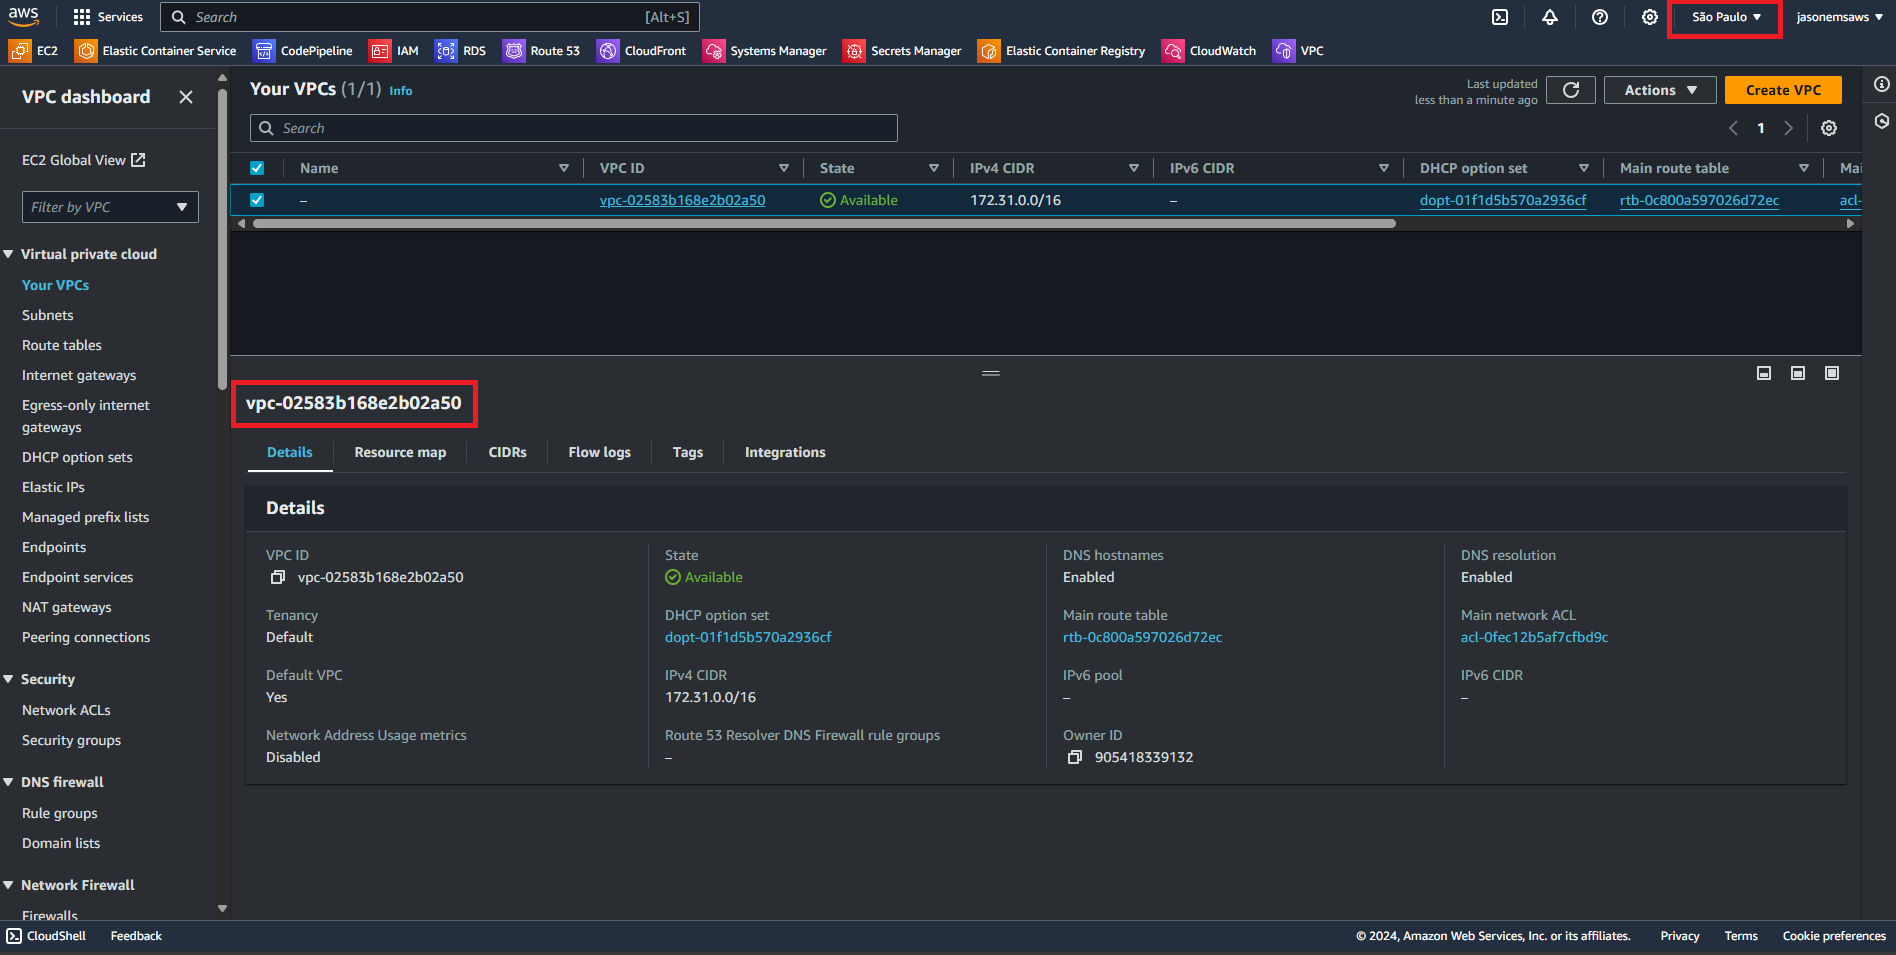 aws
Services
Search
[Alt+S]
São Paulo
jasonemsaws
EC2
Elastic Container Service
CodePipeline
IAM
RDS
Route 53
CloudFront
Systems Manager
Secrets Manager
Elastic Container Registry
CloudWatch
VPC
VPC dashboard
EC2 Global View
Filter by VPC
Virtual private cloud
Your VPCs
Subnets
Route tables
Internet gateways
Egress-only internet
gateways
DHCP option sets
Elastic IPs
Managed prefix lists
Endpoints
Endpoint services
NAT gateways
Peering connections
Security
Network ACLs
Security groups
DNS firewall
Rule groups
Domain lists
Network Firewall
Firewalls
Your VPCs (1/1) Info
Last updated
less than a minute ago
Actions
Create VPC
Search
1
Name
VPC ID
State
IPv4 CIDR
IPv6 CIDR
DHCP option set
Main route table
Mai
–
vpc-02583b168e2b02a50
Available
172.31.0.0/16
–
dopt-01f1d5b570a2936cf
rtb-0c800a597026d72ec
acl-
vpc-02583b168e2b02a50
Details
Resource map
CIDRs
Flow logs
Tags
Integrations
Details
VPC ID
vpc-02583b168e2b02a50
State
Available
DNS hostnames
Enabled
DNS resolution
Enabled
Tenancy
Default
DHCP option set
dopt-01f1d5b570a2936cf
Main route table
rtb-0c800a597026d72ec
Main network ACL
acl-0fec12b5af7cfbd9c
Default VPC
Yes
IPv4 CIDR
172.31.0.0/16
IPv6 pool
–
IPv6 CIDR
–
Network Address Usage metrics
Disabled
Route 53 Resolver DNS Firewall rule groups
–
Owner ID
905418339132
CloudShell
Feedback
© 2024, Amazon Web Services, Inc. or its affiliates.
Privacy
Terms
Cookie preferences